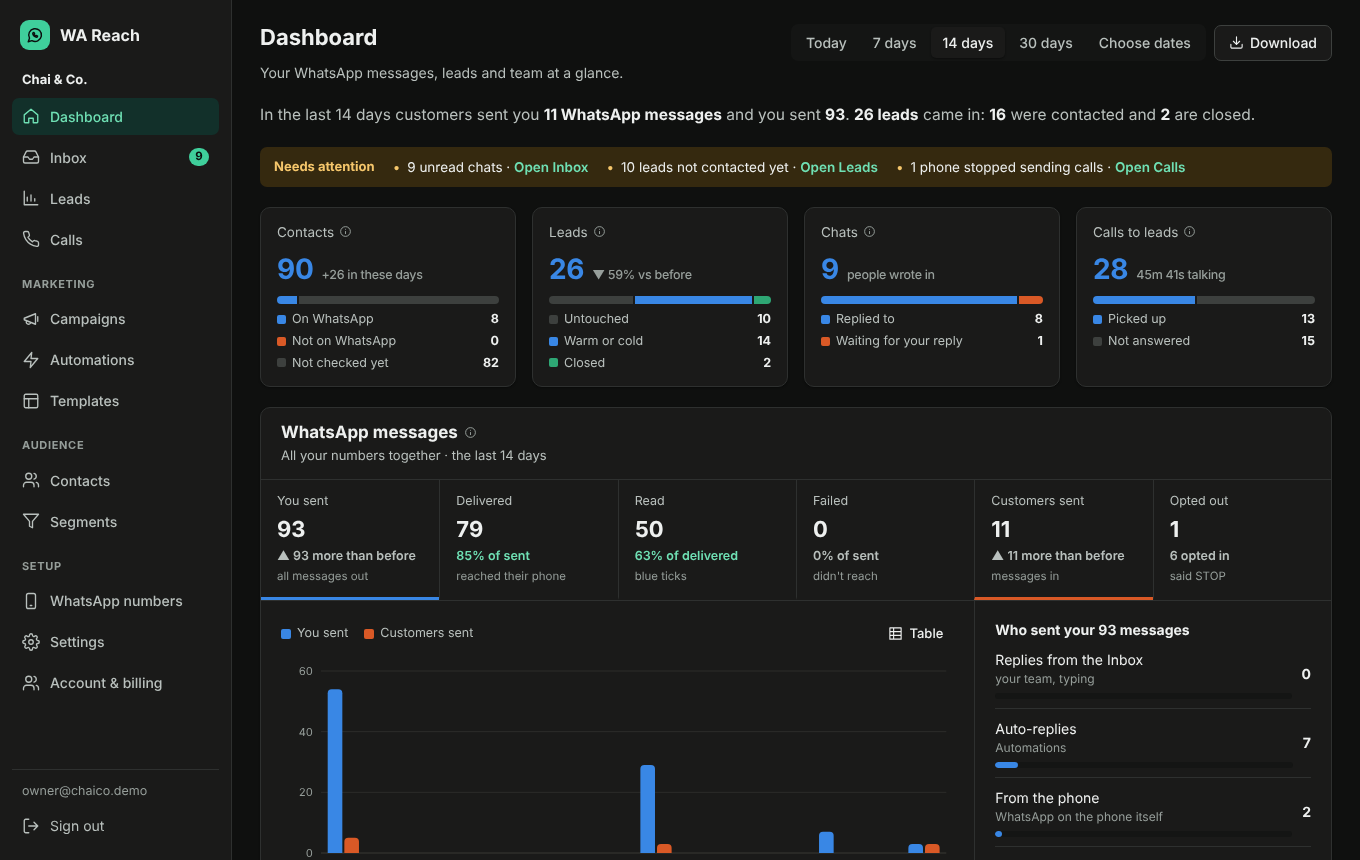 WA Reach
Chai & Co.
Dashboard
Inbox 9
Leads
Calls
MARKETING
Campaigns
Automations
Templates
AUDIENCE
Contacts
Segments
SETUP
WhatsApp numbers
Settings
Account & billing
owner@chaico.demo
Sign out
Dashboard
Today 7 days 14 days 30 days Choose dates Download
Your WhatsApp messages, leads and team at a glance.
In the last 14 days customers sent you 11 WhatsApp messages and you sent 93. 26 leads came in: 16 were contacted and 2 are closed.
Needs attention • 9 unread chats · Open Inbox • 10 leads not contacted yet · Open Leads • 1 phone stopped sending calls · Open Calls
Contacts
90 +26 in these days
On WhatsApp 8
Not on WhatsApp 0
Not checked yet 82
Leads
26 ▼ 59% vs before
Untouched 10
Warm or cold 14
Closed 2
Chats
9 people wrote in
Replied to 8
Waiting for your reply 1
Calls to leads
28 45m 41s talking
Picked up 13
Not answered 15
WhatsApp messages
All your numbers together · the last 14 days
You sent
93
▲ 93 more than before
all messages out
Delivered
79
85% of sent
reached their phone
Read
50
63% of delivered
blue ticks
Failed
0
0% of sent
didn't reach
Customers sent
11
▲ 11 more than before
messages in
Opted out
1
6 opted in
said STOP
You sent Customers sent Table
60
40
20
0
Who sent your 93 messages
Replies from the Inbox 0
your team, typing
Auto-replies 7
Automations
From the phone 2
WhatsApp on the phone itself